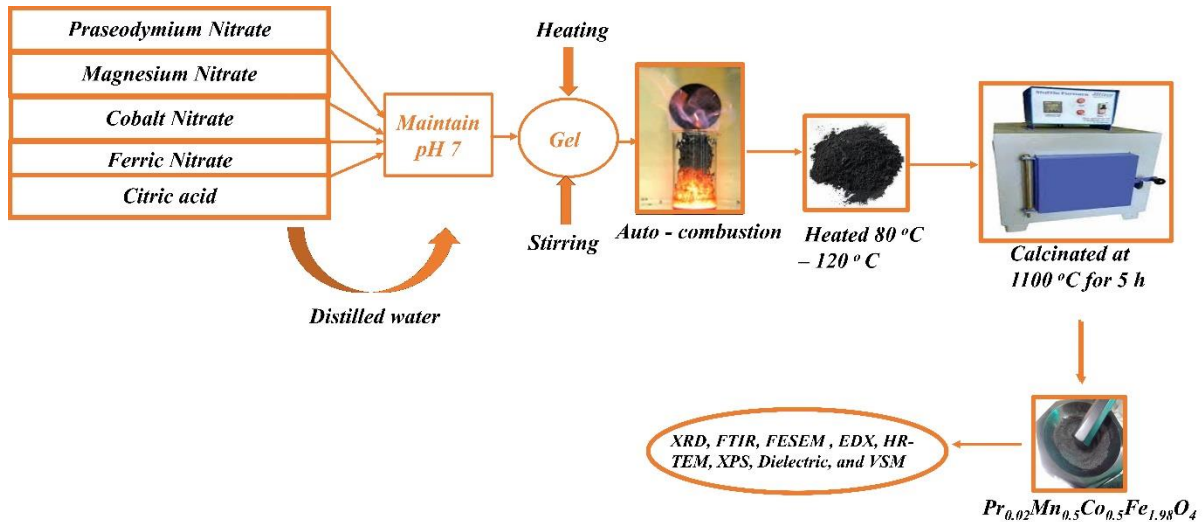 Praseodymium Nitrate
Magnesium Nitrate
Cobalt Nitrate
Ferric Nitrate
Citric acid
Distilled water
Maintain
pH 7
Heating
Gel
Stirring
Auto - combustion
Heated 80 °C
– 120 ° C
Calcinated at
1100 °C for 5 h
Pr0.02Mn0.5Co0.5Fe1.98O4
XRD, FTIR, FESEM , EDX, HR-
TEM, XPS, Dielectric, and VSM